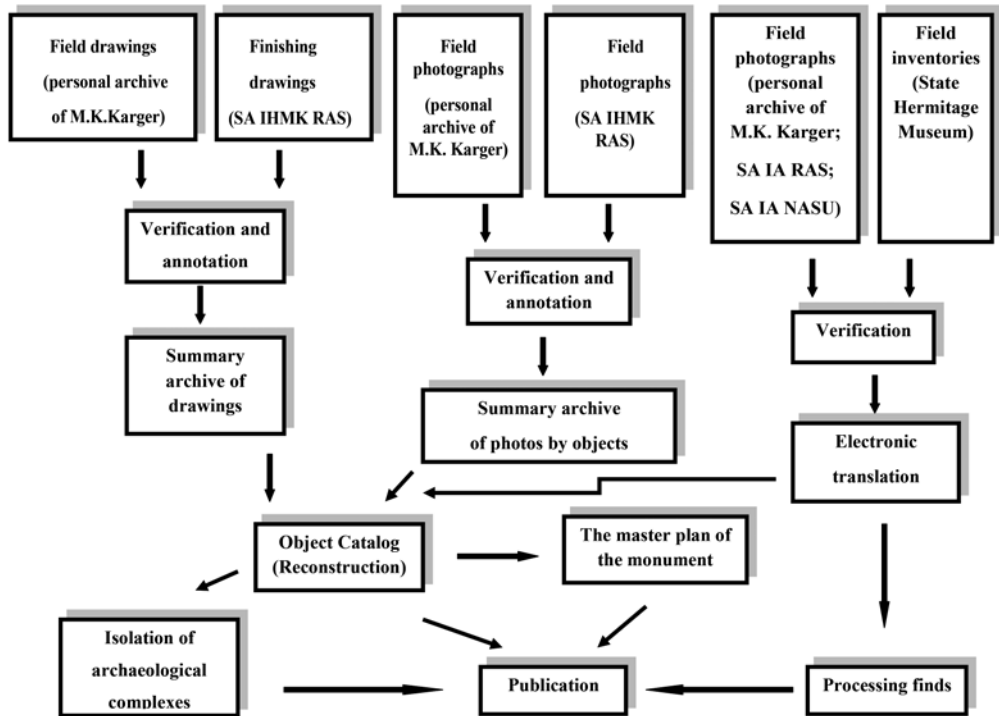 Field drawings
(personal archive
of M.K.Karger)
Finishing
drawings
(SA IHMK RAS)
Field
photographs
(personal
archive of
M.K. Karger)
Field
photographs
(SA IHMK
RAS)
Field
photographs
(personal
archive of
M.K. Karger;
SA IA RAS;
SA IA NASU)
Field
inventories
(State
Hermitage
Museum)
Verification and
annotation
Verification and
annotation
Verification
Summary
archive of
drawings
Summary archive
of photos by objects
Electronic
translation
Object Catalog
(Reconstruction)
The master plan of
the monument
Isolation of
archaeological
complexes
Publication
Processing finds